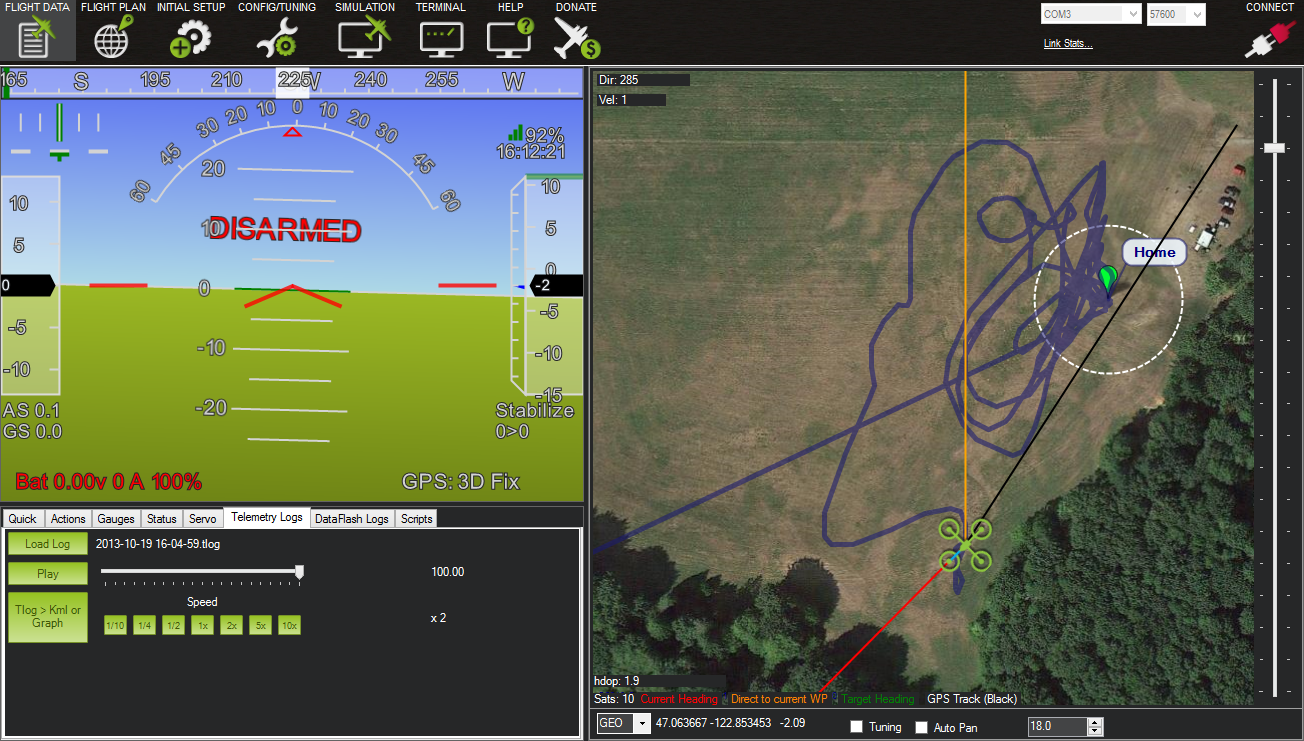 FLIGHT DATA FLIGHT PLAN INITIAL SETUP CONFIG/TUNING SIMULATION TERMINAL HELP DONATE
COM3 57600 CONNECT
Link Stats...
165 S 195 210 225 W 240 255 W
60 45 30 20 10 0 10 20 30 45 60
92%
16:12:21
20
10 DISARMED
0
-10
-20
10
5
0
-5
-10
10
5
0
-2
-5
-10
-15
AS 0.1
GS 0.0
Stabilize
0>0
Bat 0.00v 0 A 100% GPS: 3D Fix
Quick Actions Gauges Status Servo Telemetry Logs DataFlash Logs Scripts
Load Log 2013-10-19 16-04-59.tlog
Play 100.00
Tlog > Kml or
Graph
Speed
1/10 1/4 1/2 1x 2x 5x 10x
x 2
Dir: 285
Vel: 1
Home
hdop: 1.9
Sats: 10 Current Heading Direct to current WP Target Heading GPS Track (Black)
GEO 47.063667 -122.853453 -2.09 Tuning Auto Pan 18.0